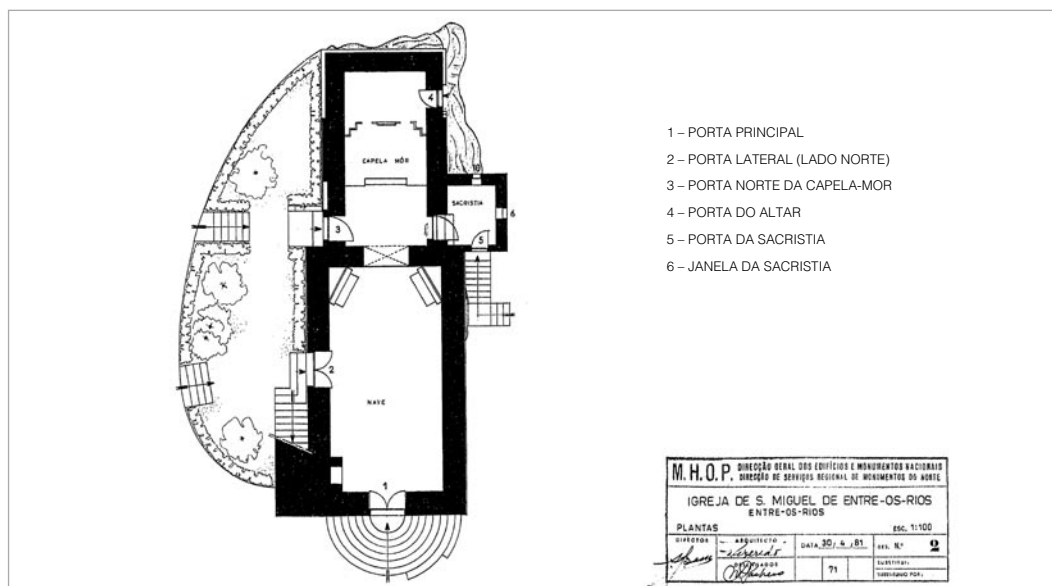 4
CAPELA MÓR
10
SACRISTIA
6
3
5
2
NAVE
1
1 – PORTA PRINCIPAL
2 – PORTA LATERAL (LADO NORTE)
3 – PORTA NORTE DA CAPELA-MOR
4 – PORTA DO ALTAR
5 – PORTA DA SACRISTIA
6 – JANELA DA SACRISTIA
M.H.O.P. DIRECÇÃO GERAL DOS EDIFÍCIOS E MONUMENTOS NACIONAIS
DIRECÇÃO DE SERVIÇOS REGIONAL DE MONUMENTOS DO NORTE
IGREJA DE S. MIGUEL DE ENTRE-OS-RIOS
ENTRE-OS-RIOS
PLANTAS ESC. 1:100
DIRECTOR ARQUITECTO DATA 30/4/81 DES. N.º 2
71 SUBSTITUI:
SUBSTITUIDO POR: